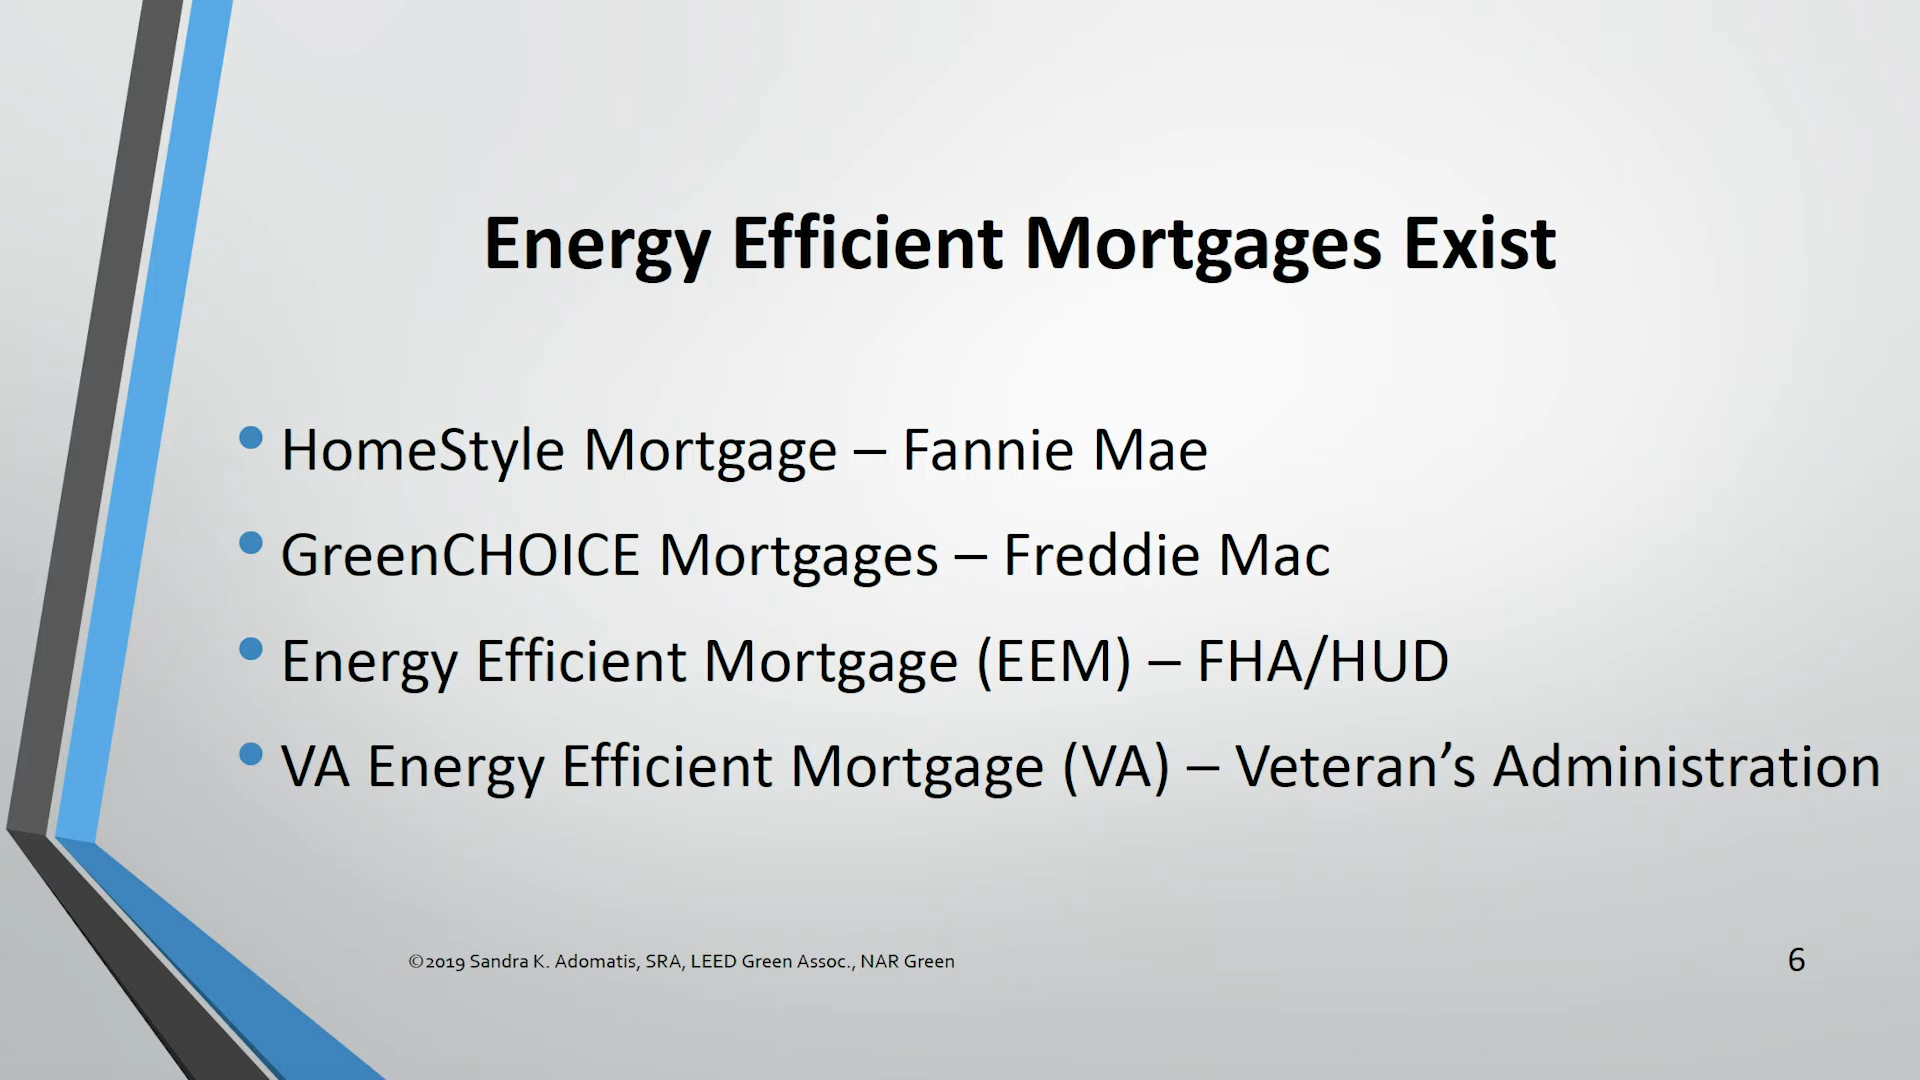 Energy Efficient Mortgages Exist
• HomeStyle Mortgage – Fannie Mae
• GreenCHOICE Mortgages – Freddie Mac
• Energy Efficient Mortgage (EEM) – FHA/HUD
• VA Energy Efficient Mortgage (VA) – Veteran’s Administration
©2019 Sandra K. Adomatis, SRA, LEED Green Assoc., NAR Green
6